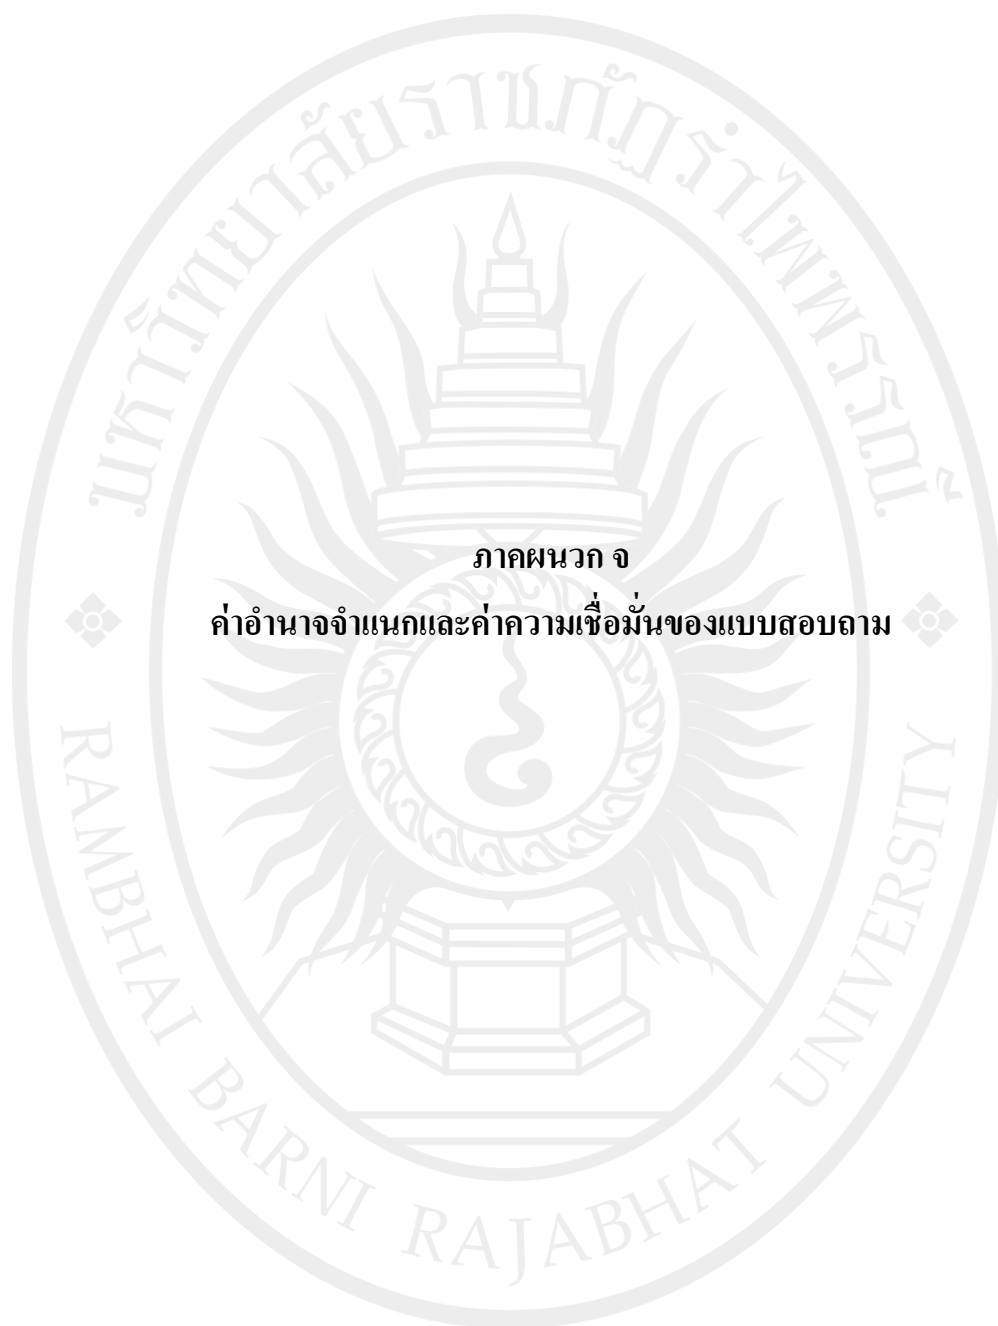 มหาวิทยาลัยราชภัฏรำไพพรรณี
ภาคผนวก จ
ค่าอำนาจจำแนกและค่าความเชื่อมั่นของแบบสอบถาม
RAMBHAI BARNI RAJABHAT UNIVERSITY